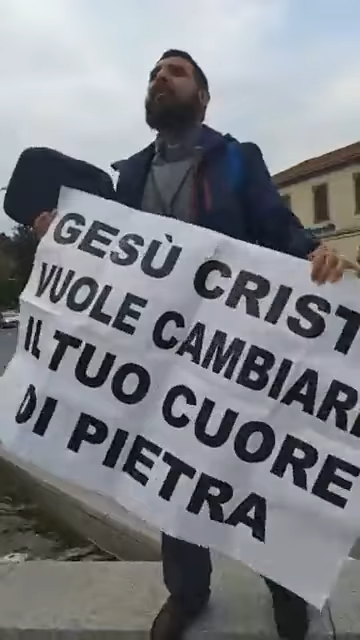 GESÙ CRIST
VUOLE CAMBIAR
IL TUO CUORE
DI PIETRA